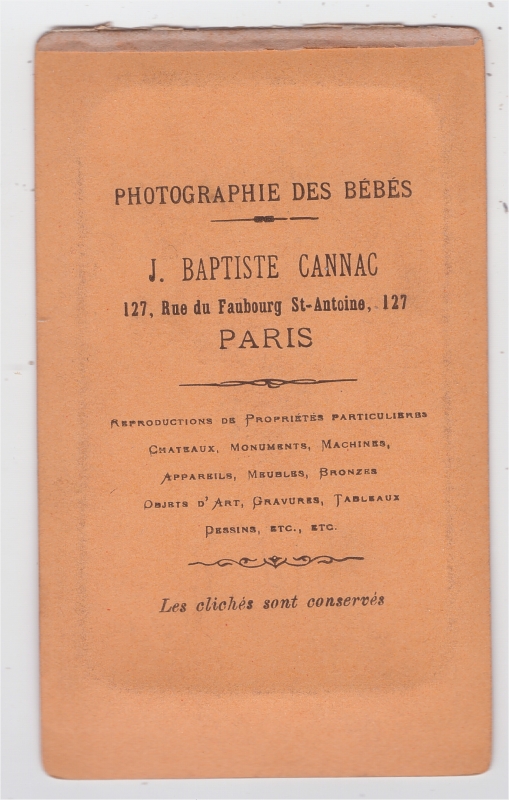 PHOTOGRAPHIE DES BÉBÉS
J. BAPTISTE CANNAC
127, Rue du Faubourg St-Antoine, 127
PARIS
REPRODUCTIONS DE PROPRIÉTÉS PARTICULIERES
CHATEAUX, MONUMENTS, MACHINES,
APPAREILS, MEUBLES, BRONZES
OBJETS D'ART, GRAVURES, TABLEAUX
DESSINS, ETC., ETC.
Les clichés sont conservés